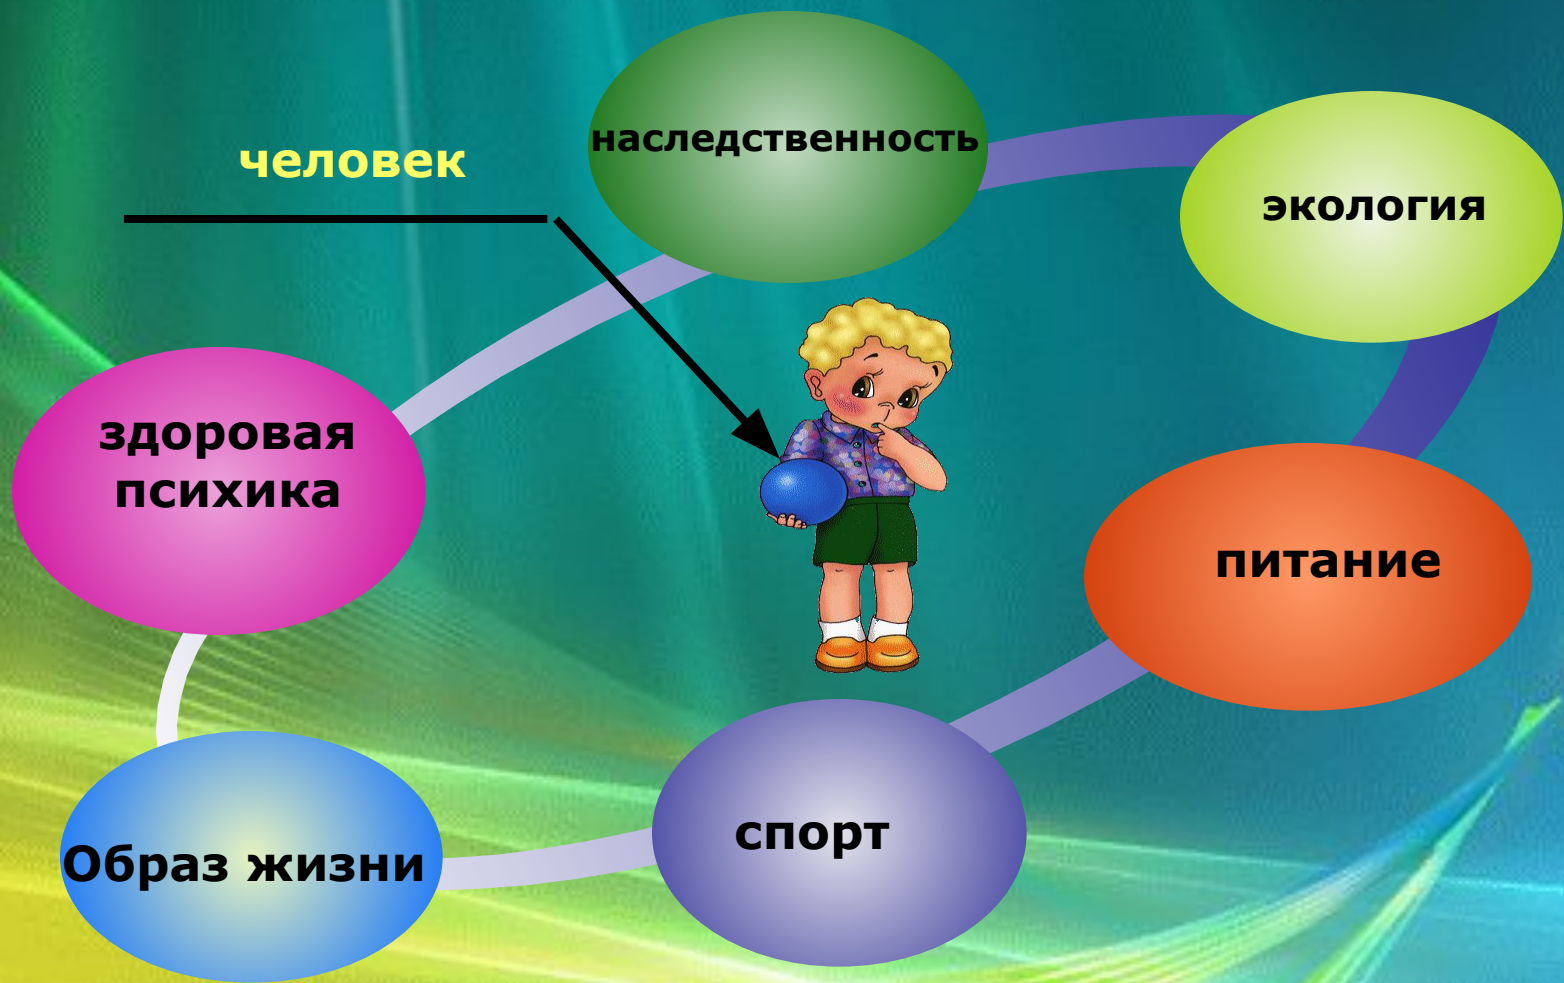 наследственность
человек
экология
здоровая
психика
питание
спорт
Образ жизни